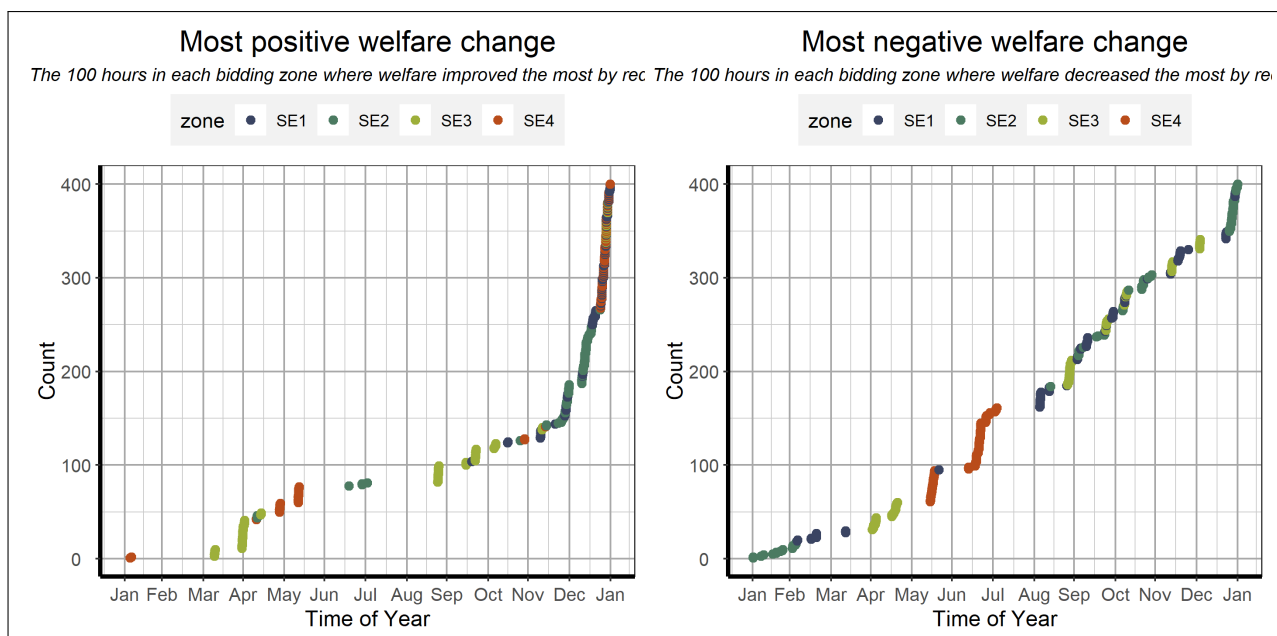 Most positive welfare change
The 100 hours in each bidding zone where welfare improved the most by rec
zone SE1 SE2 SE3 SE4
400
300
200
100
0
Count
Jan Feb Mar Apr May Jun Jul Aug Sep Oct Nov Dec Jan
Time of Year
Most negative welfare change
The 100 hours in each bidding zone where welfare decreased the most by re
zone SE1 SE2 SE3 SE4
400
300
200
100
0
Count
Jan Feb Mar Apr May Jun Jul Aug Sep Oct Nov Dec Jan
Time of Year